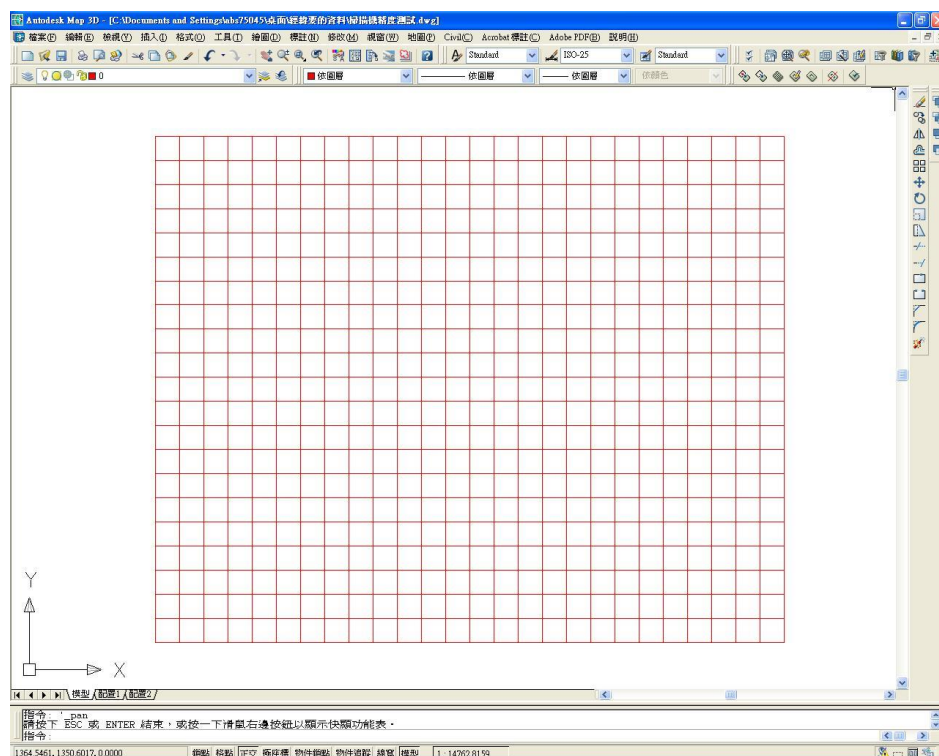 Autodesk Map 3D - [C:\Documents and Settings\abs75045\桌面\經緯要的資料\掃描機精度測試.dwg]
檔案(F) 編輯(E) 檢視(V) 插入(I) 格式(O) 工具(T) 繪圖(D) 標註(N) 修改(M) 視窗(W) 地圖(P) Civil(C) Acrobat 標註(C) Adobe PDF(B) 說明(H)
Standard ISO-25 Standard
0 依圖層 依圖層 依圖層 依顏色
Y
X
模型 配置1 配置2
指令: '_pan
請按下 ESC 或 ENTER 結束，或按一下滑鼠右邊按鈕以顯示快顯功能表。
指令:
1364.5461, 1350.6017, 0.0000 鎖點 格點 正交 極座標 物件鎖點 物件追蹤 線寬 模型 1 : 14262.8159